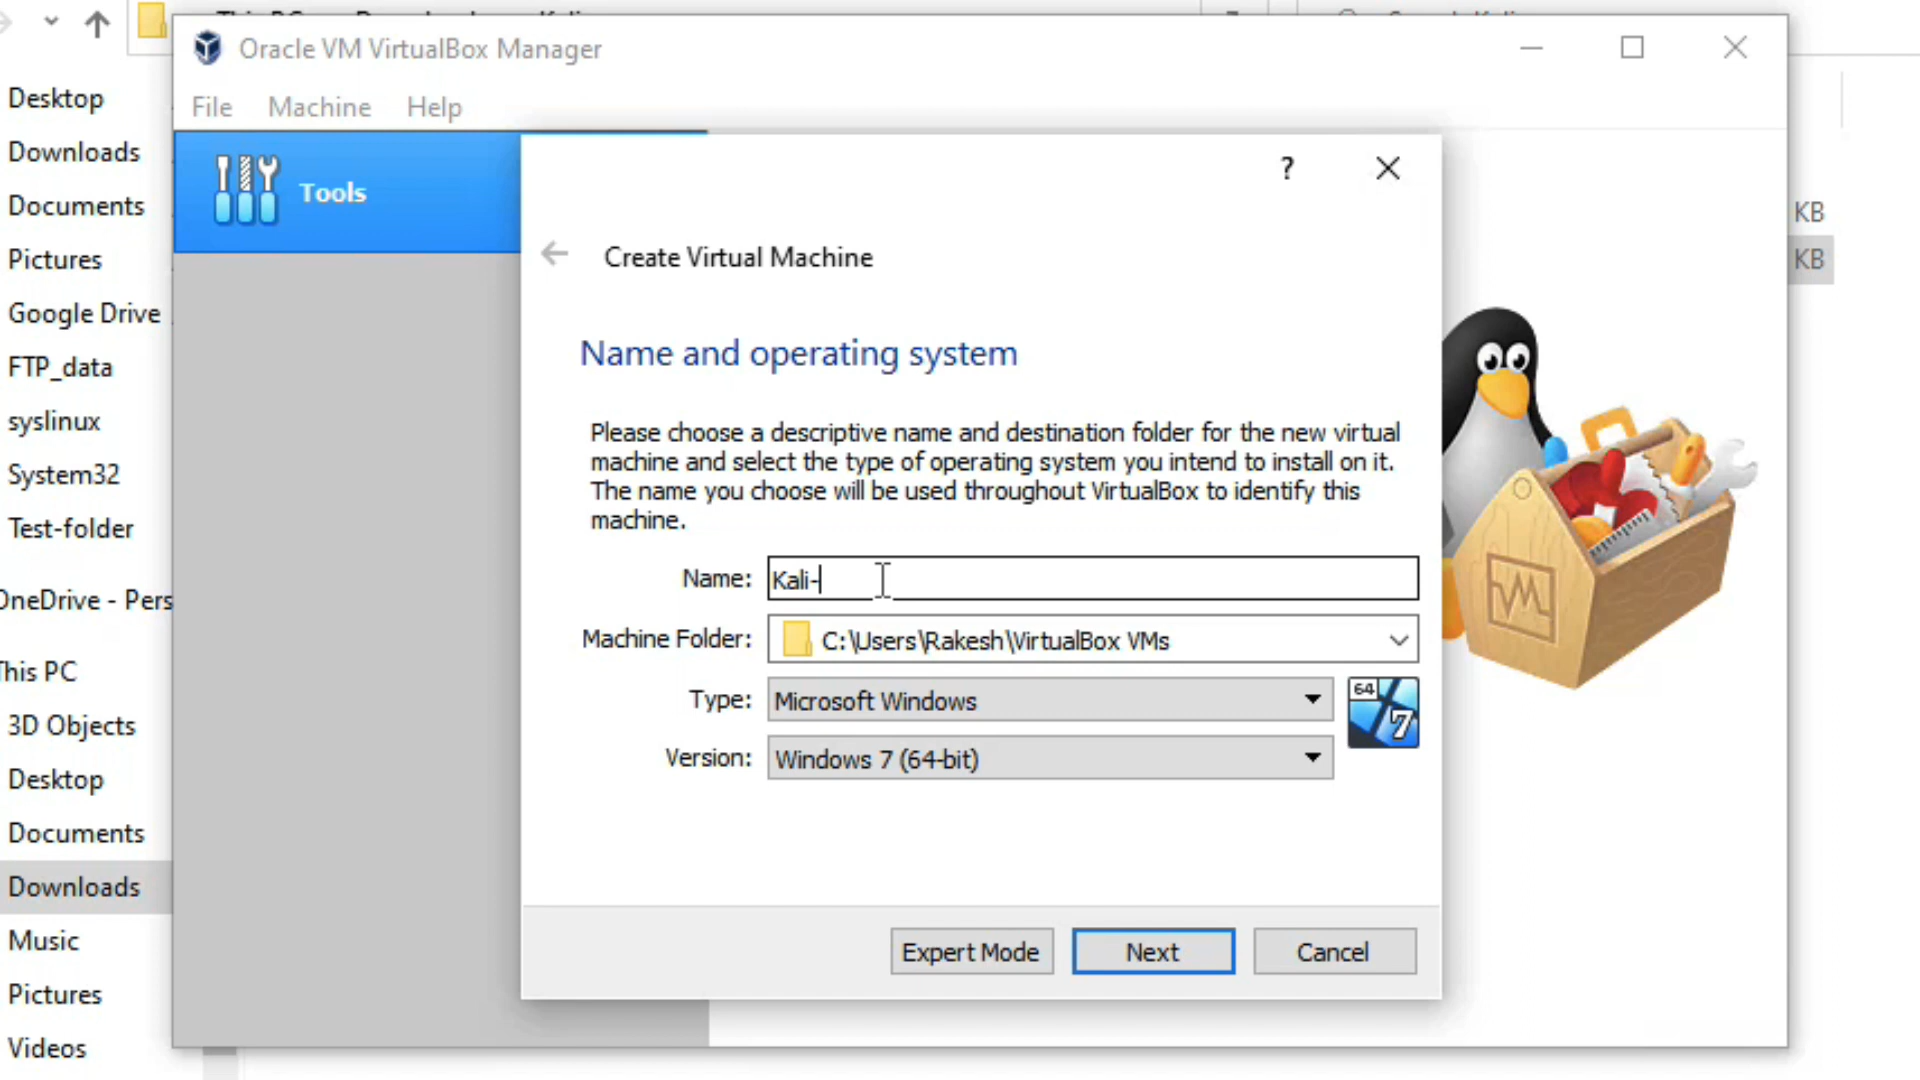 Oracle VM VirtualBox Manager
File Machine Help
Tools
Desktop
Downloads
Documents
Pictures
Google Drive
FTP_data
syslinux
System32
Test-folder
OneDrive - Pers
This PC
3D Objects
Desktop
Documents
Downloads
Music
Pictures
Videos
?
Create Virtual Machine
Name and operating system
Please choose a descriptive name and destination folder for the new virtual
machine and select the type of operating system you intend to install on it.
The name you choose will be used throughout VirtualBox to identify this
machine.
Name: Kali-
Machine Folder: C:\Users\Rakesh\VirtualBox VMs
Type: Microsoft Windows
64
7
Version: Windows 7 (64-bit)
Expert Mode Next Cancel
KB
KB